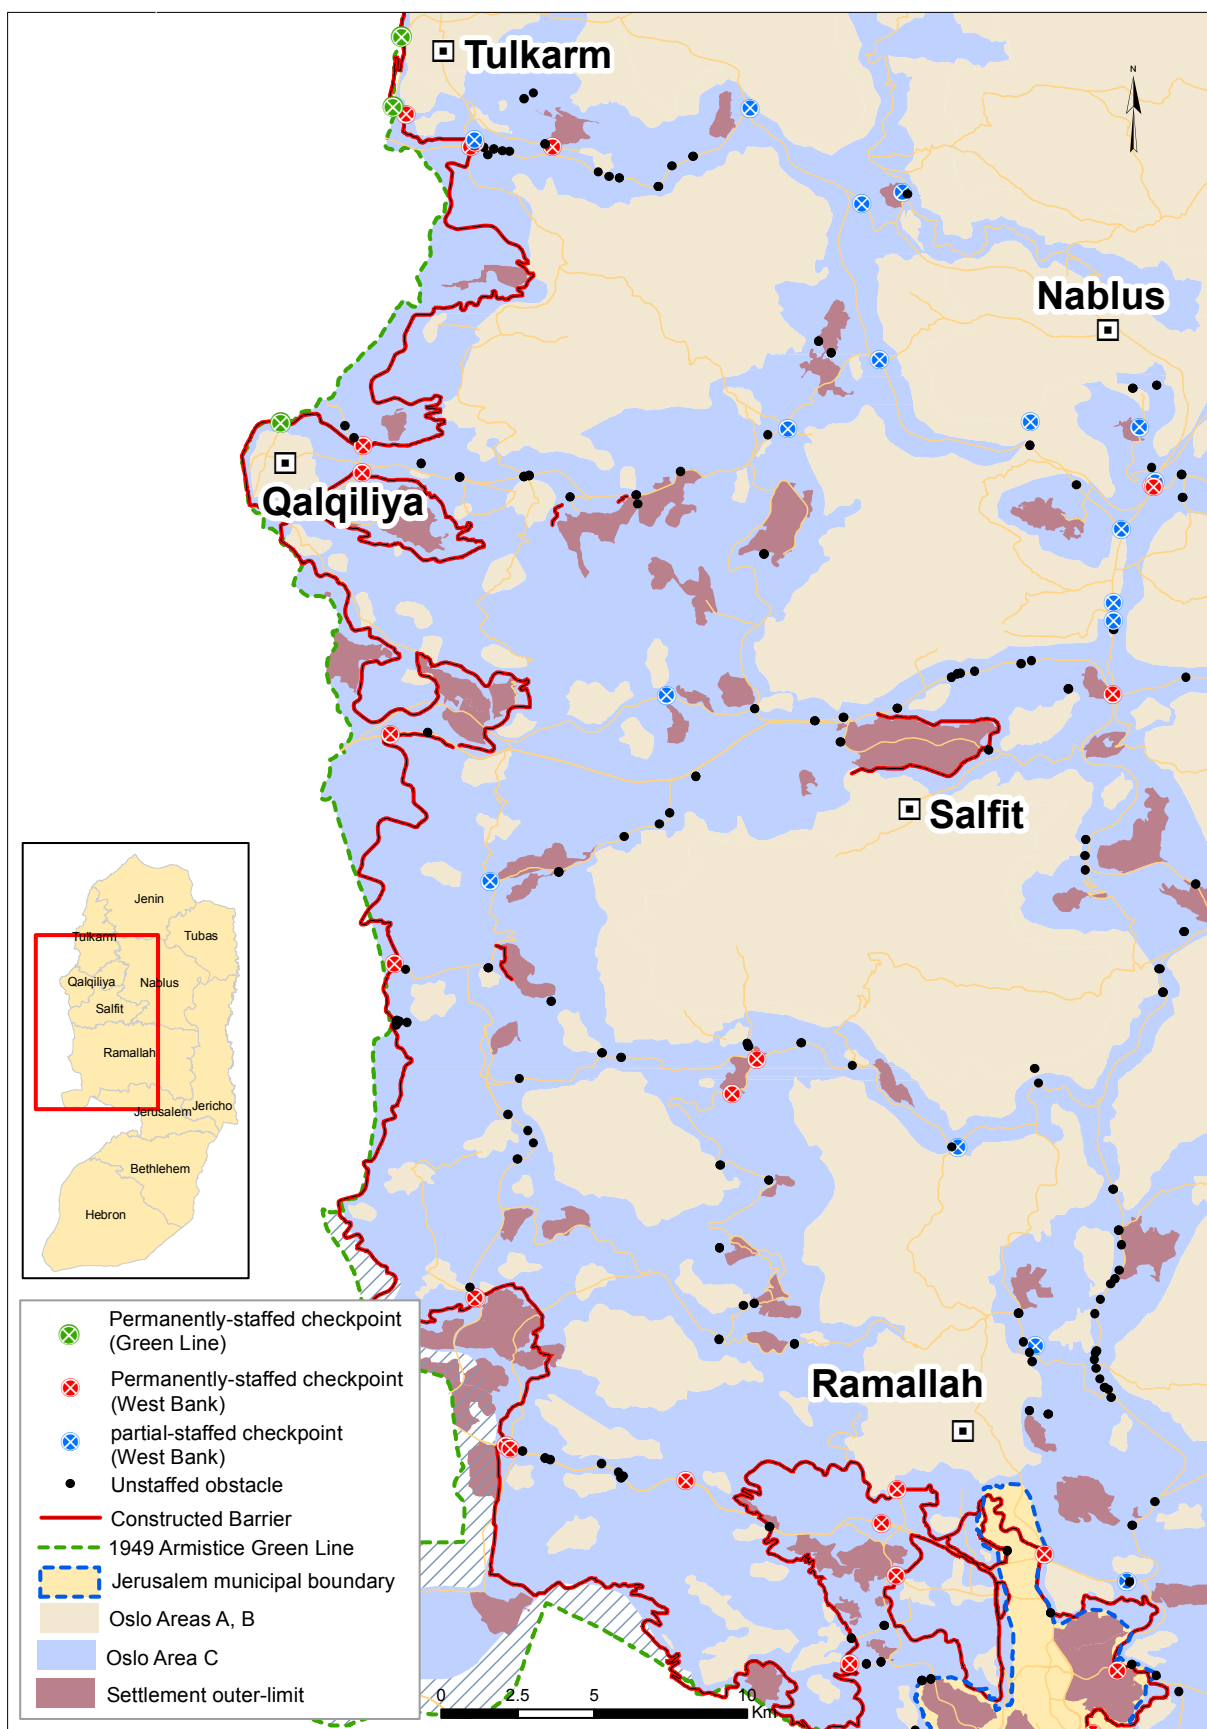 N
Tulkarm
Nablus
Qalqiliya
Salfit
Jenin
Tulkarm
Tubas
Qalqiliya
Nablus
Salfit
Ramallah
Jericho
Jerusalem
Bethlehem
Hebron
Ramallah
Permanently-staffed checkpoint
(Green Line)
Permanently-staffed checkpoint
(West Bank)
partial-staffed checkpoint
(West Bank)
Unstaffed obstacle
Constructed Barrier
1949 Armistice Green Line
Jerusalem municipal boundary
Oslo Areas A, B
Oslo Area C
Settlement outer-limit
0 2.5 5 10
Km